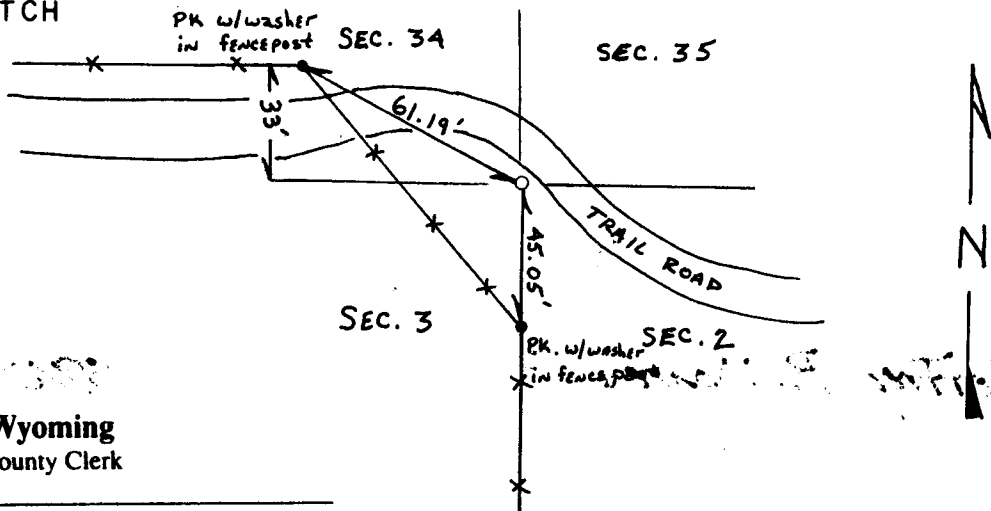 TCH
PK w/washer
in fencepost
SEC. 34
SEC. 35
33'
61.19'
TRAIL ROAD
45.05'
N
SEC. 3
SEC. 2
P.K. w/washer
in fence post
Wyoming
ounty Clerk